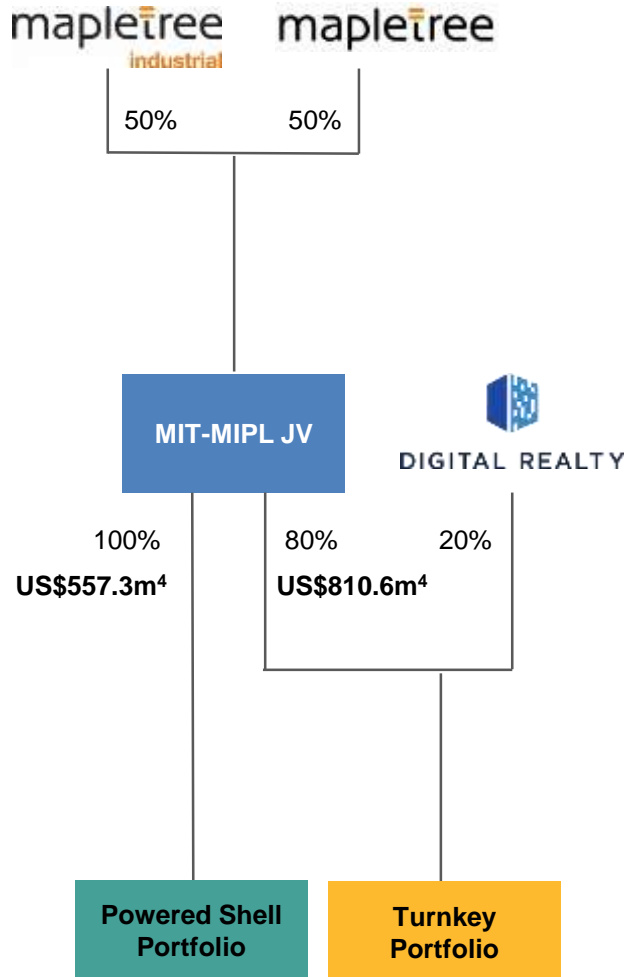 mapletree mapletree
industrial
50% 50%
MIT-MIPL JV
DIGITAL REALTY
100% 80% 20%
US$557.3m⁴ US$810.6m⁴
Powered Shell
Portfolio
Turnkey
Portfolio